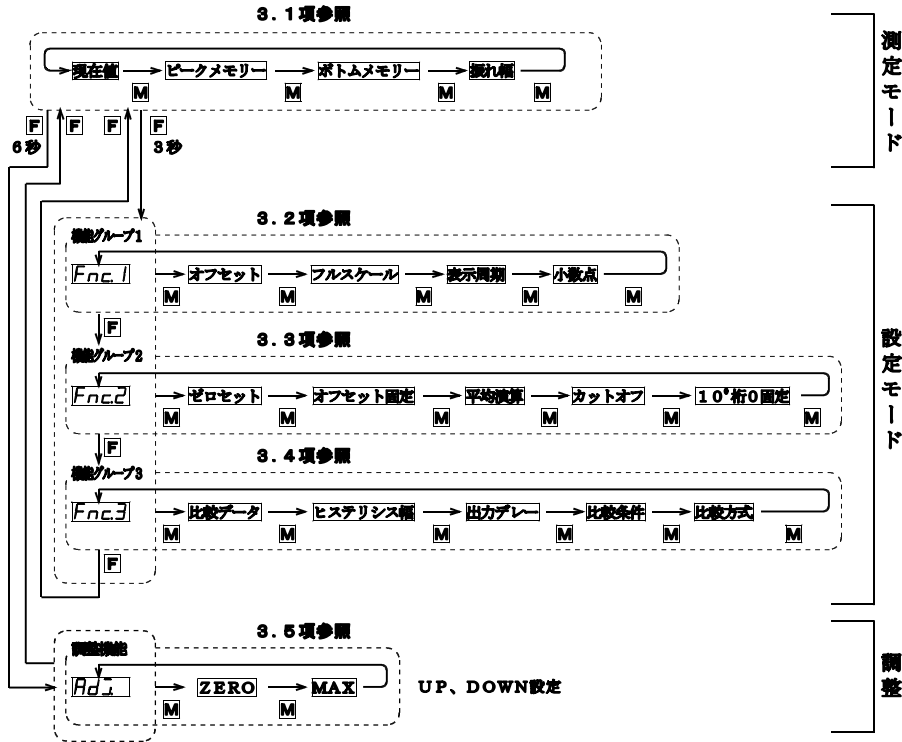 3.1項参照
現在値 ピークメモリー ボトムメモリー 振れ幅
M M M M
F F F F
6秒 3秒
測定モード
3.2項参照
機能グループ1
Fnc.1 オフセット フルスケール 表示周期 小数点
M M M M M
F
3.3項参照
機能グループ2
Fnc.2 ゼロセット オフセット固定 平均演算 カットオフ 10⁰桁0固定
M M M M M M
F
3.4項参照
機能グループ3
Fnc.3 比較データ ヒステリシス幅 出力デレー 比較条件 比較方式
M M M M M M
F
設定モード
3.5項参照
調整機能
Adj. ZERO MAX UP、DOWN設定
M M
調整